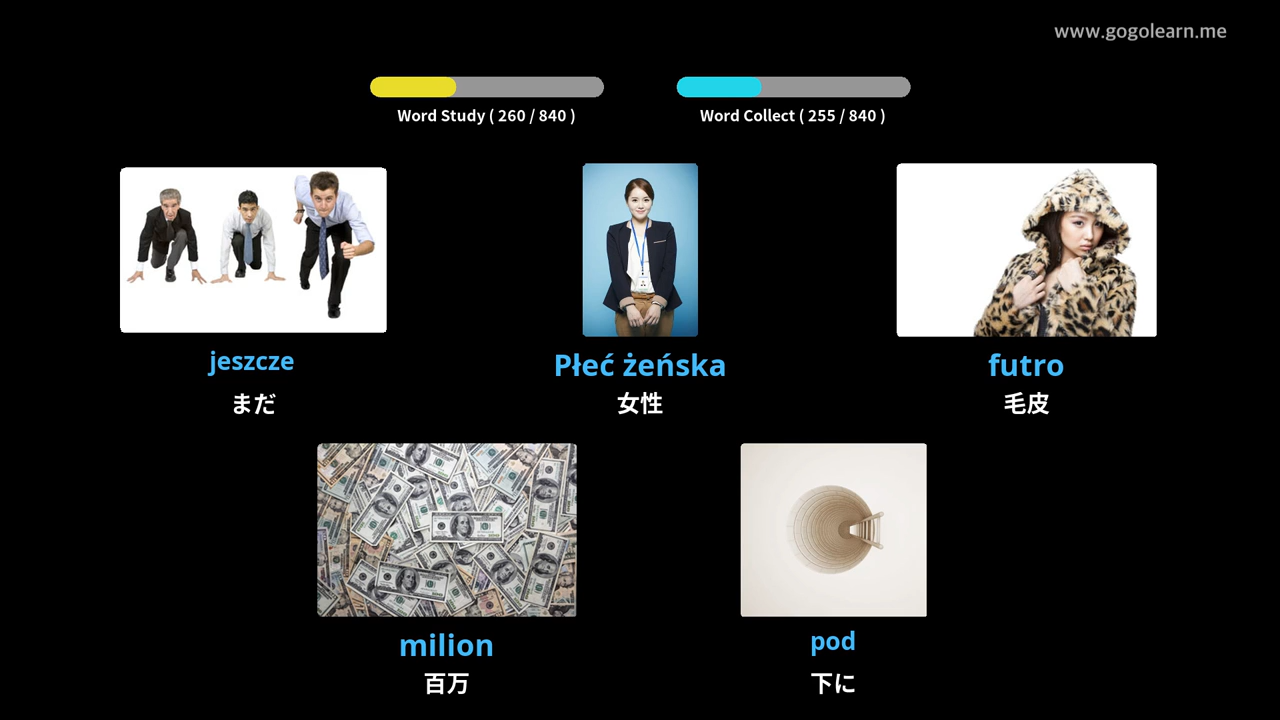 www.gogolearn.me
Word Study ( 260 / 840 )
Word Collect ( 255 / 840 )
jeszcze
まだ
Płeć żeńska
女性
futro
毛皮
milion
百万
pod
下に